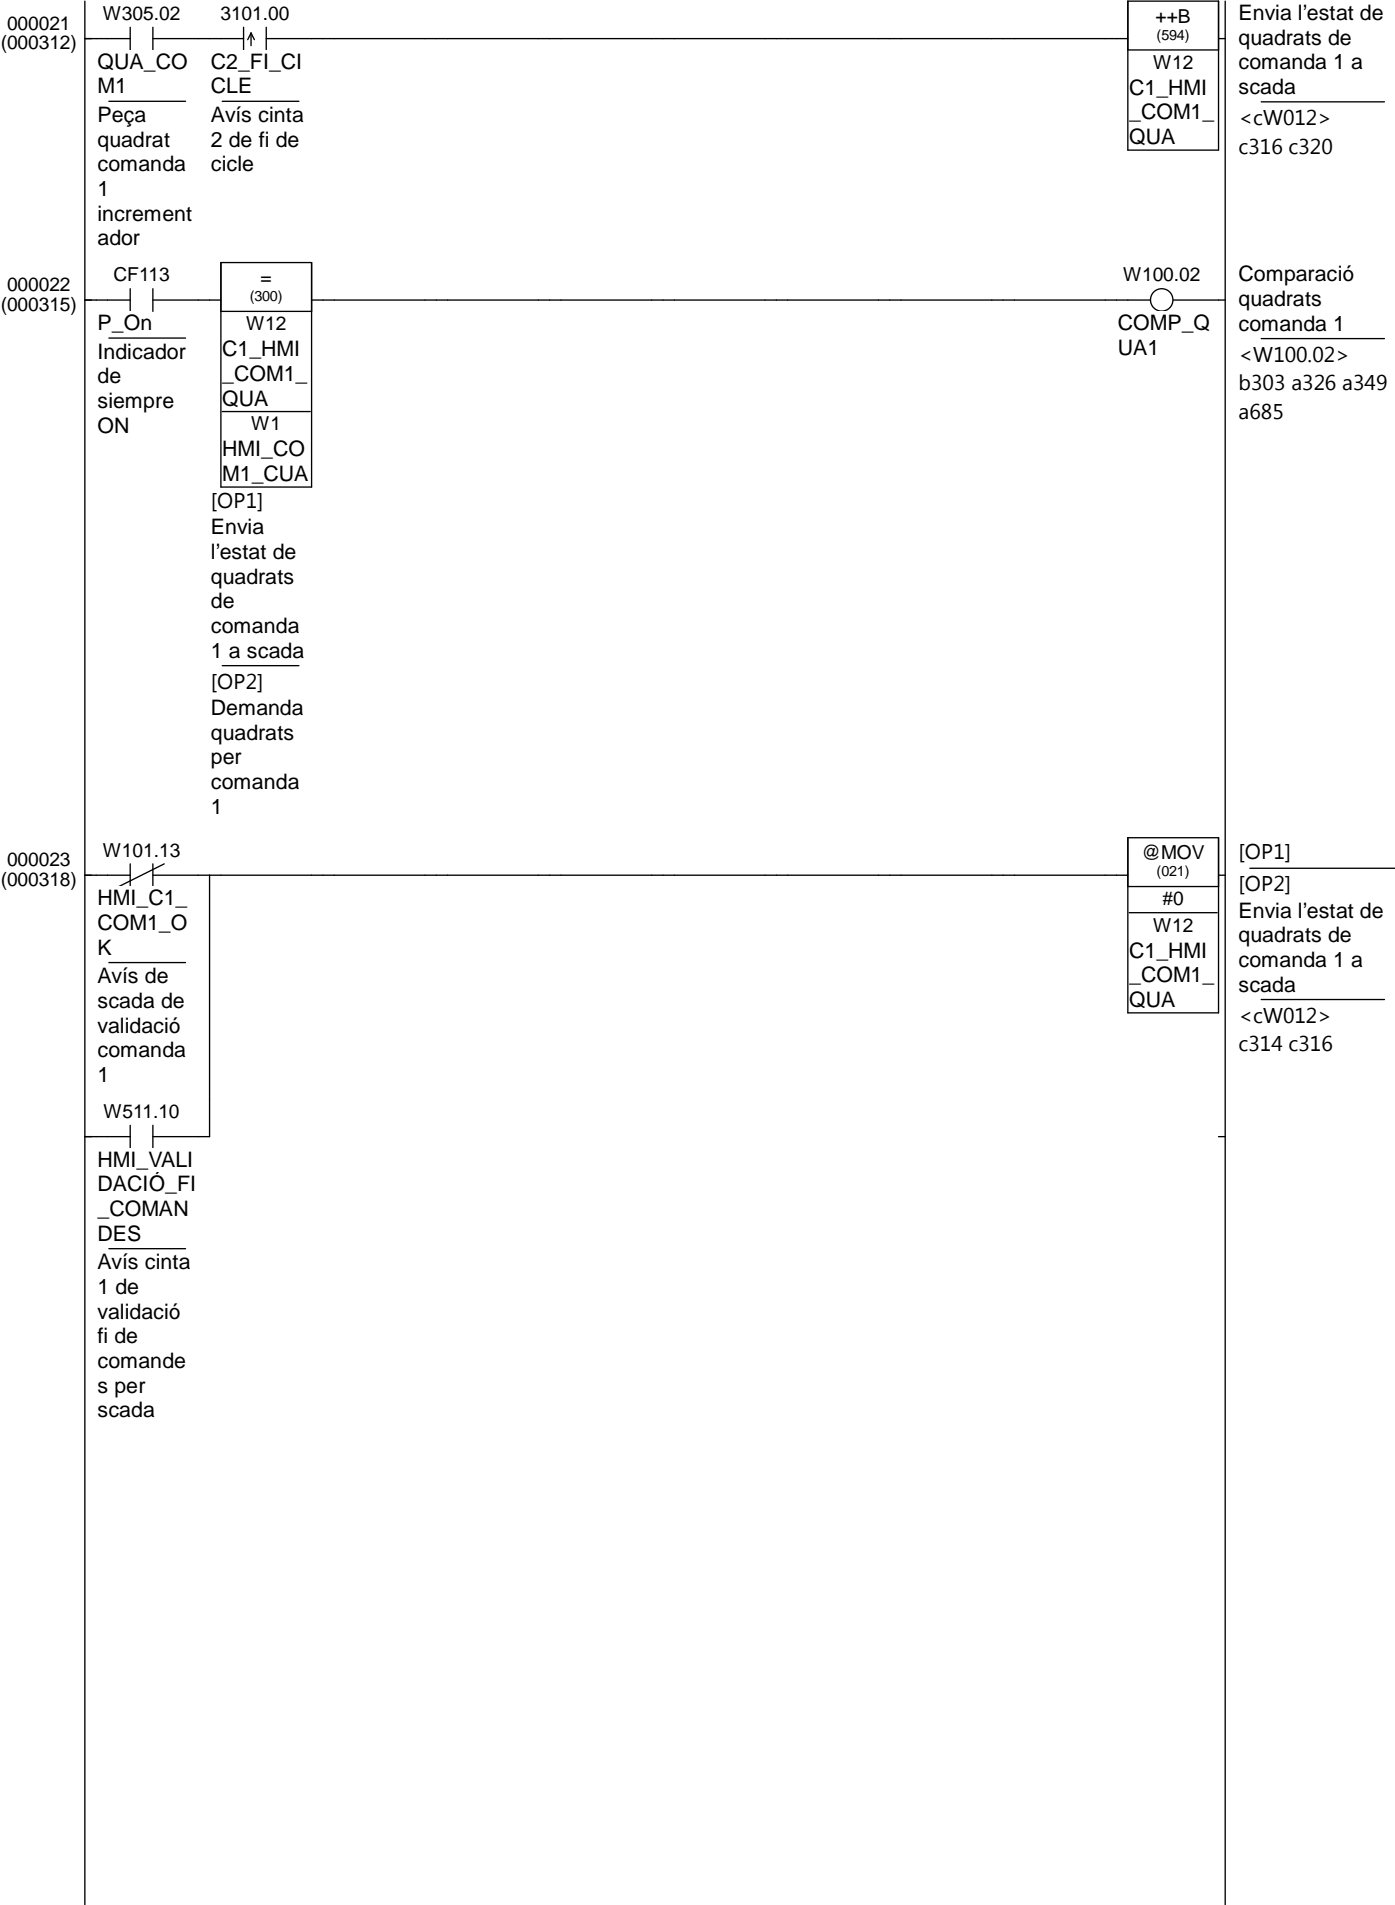 000021
(000312)
W305.02
QUA_CO
M1
Peça
quadrat
comanda
1
increment
ador
3101.00
C2_FI_CI
CLE
Avís cinta
2 de fi de
cicle
++B
(594)
W12
C1_HMI
_COM1_
QUA
Envia l'estat de
quadrats de
comanda 1 a
scada
<cW012>
c316 c320
000022
(000315)
CF113
P_On
Indicador
de
siempre
ON
=
(300)
W12
C1_HMI
_COM1_
QUA
W1
HMI_CO
M1_CUA
[OP1]
Envia
l'estat de
quadrats
de
comanda
1 a scada
[OP2]
Demanda
quadrats
per
comanda
1
W100.02
COMP_Q
UA1
Comparació
quadrats
comanda 1
<W100.02>
b303 a326 a349
a685
000023
(000318)
W101.13
HMI_C1_
COM1_O
K
Avís de
scada de
validació
comanda
1
@MOV
(021)
#0
W12
C1_HMI
_COM1_
QUA
[OP1]
[OP2]
Envia l'estat de
quadrats de
comanda 1 a
scada
<cW012>
c314 c316
W511.10
HMI_VALI
DACIÓ_FI
_COMAN
DES
Avís cinta
1 de
validació
fi de
comande
s per
scada